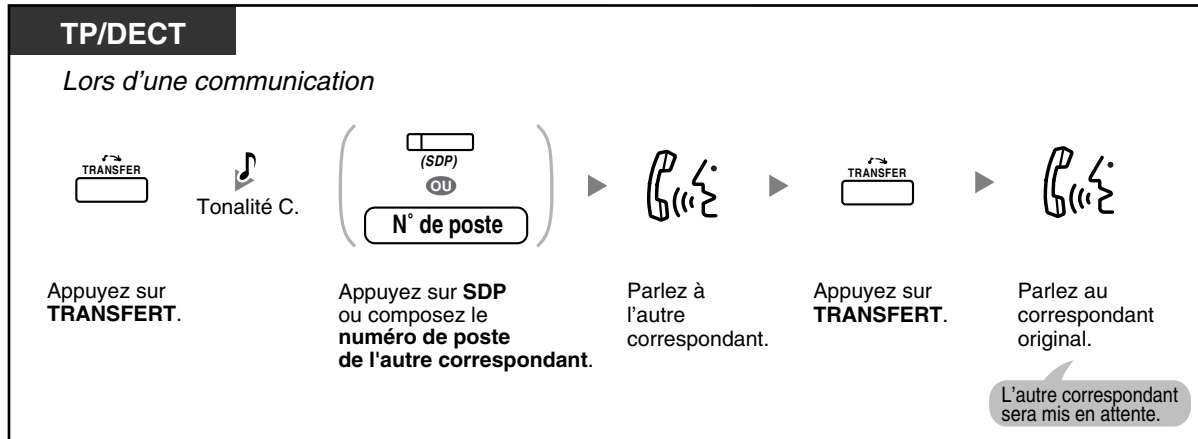 TP/DECT
Lors d'une communication
TRANSFER
Tonalité C.
(SDP)
OU
N° de poste
TRANSFER
Appuyez sur
TRANSFERT.
Appuyez sur SDP
ou composez le
numéro de poste
de l'autre correspondant.
Parlez à
l'autre
correspondant.
Appuyez sur
TRANSFERT.
Parlez au
correspondant
original.
L'autre correspondant
sera mis en attente.